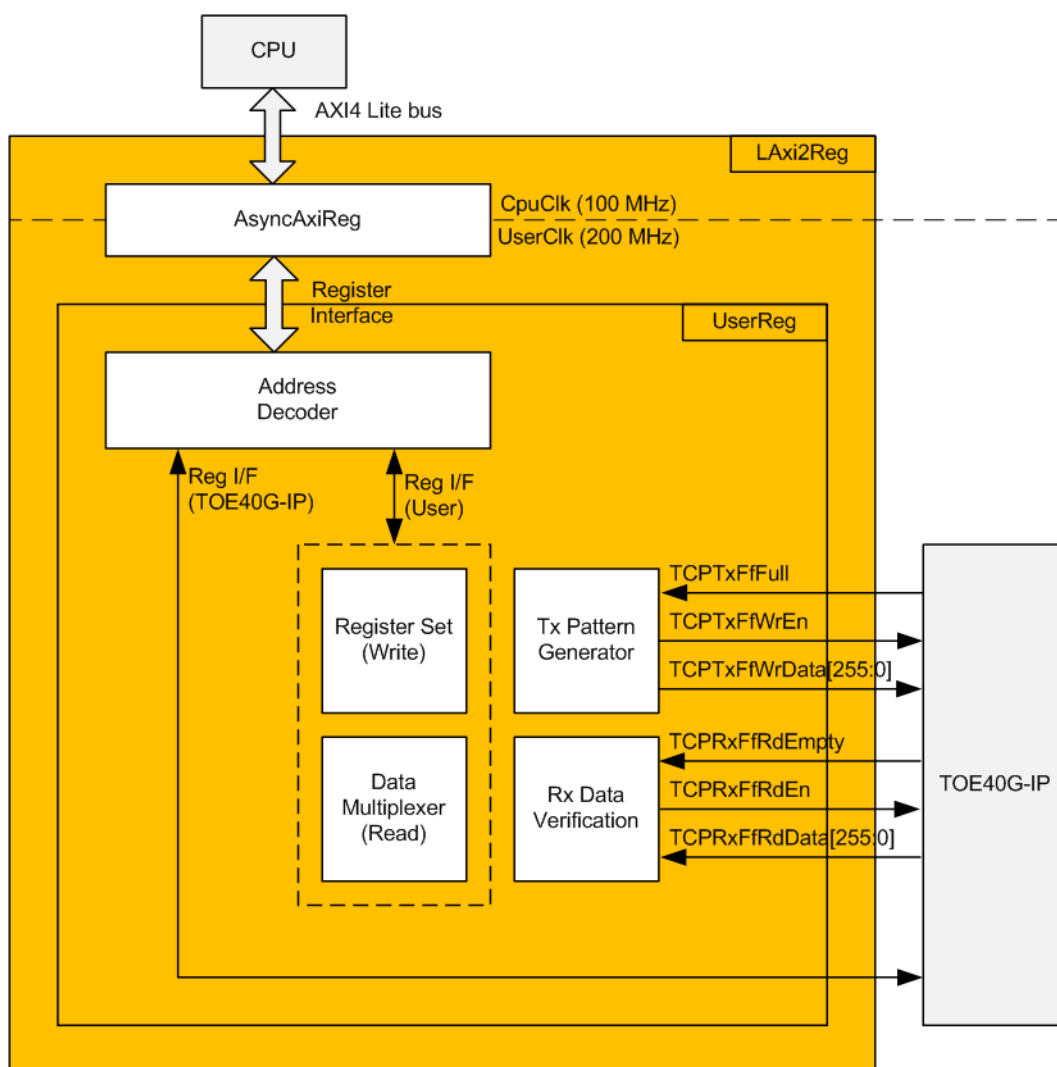 CPU
AXI4 Lite bus
LAxi2Reg
AsyncAxiReg
CpuClk (100 MHz)
UserClk (200 MHz)
Register
Interface
UserReg
Address
Decoder
Reg I/F
(TOE40G-IP)
Reg I/F
(User)
Register Set
(Write)
Tx Pattern
Generator
TCPTxFfFull
TCPTxFfWrEn
TCPTxFfWrData[255:0]
Data
Multiplexer
(Read)
Rx Data
Verification
TCPRxFfRdEmpty
TCPRxFfRdEn
TCPRxFfRdData[255:0]
TOE40G-IP